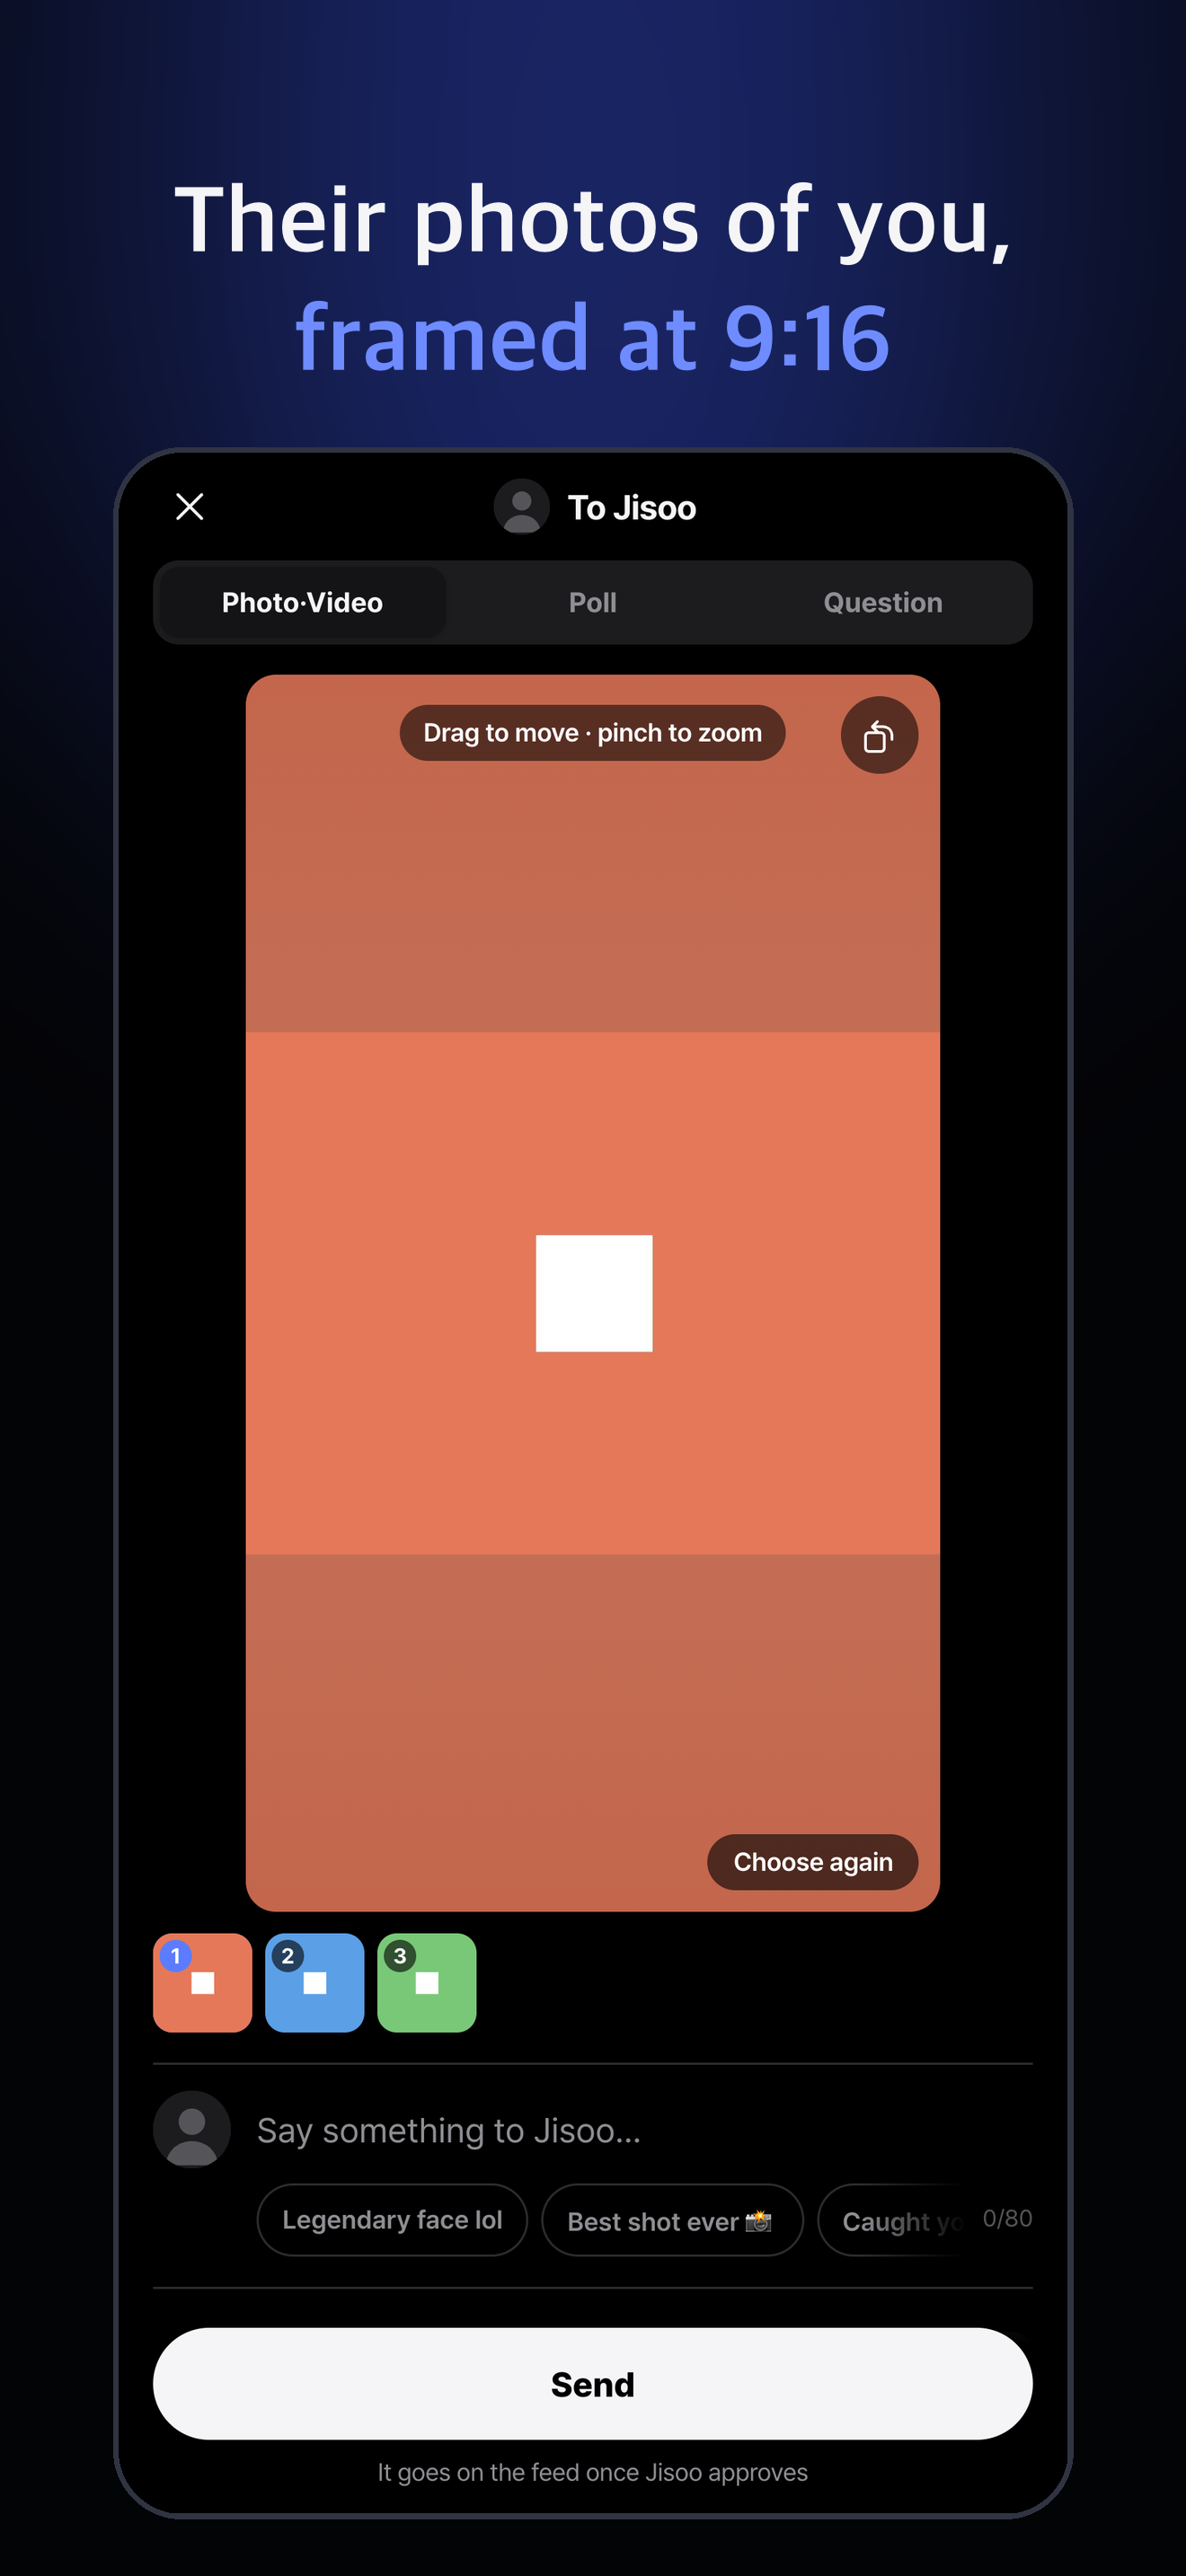 Their photos of you,
framed at 9:16
To Jisoo
Photo·Video
Poll
Question
Drag to move · pinch to zoom
Choose again
1
2
3
Say something to Jisoo...
Legendary face lol
Best shot ever 📸
Caught
0/80
Send
It goes on the feed once Jisoo approves